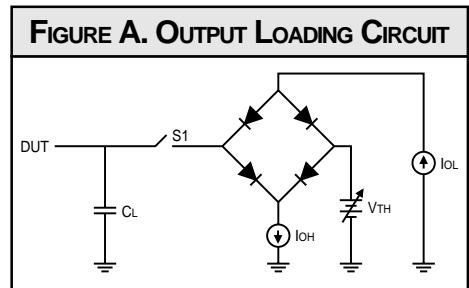 FIGURE A. OUTPUT LOADING CIRCUIT
DUT
S1
IOL
CL
VTH
IOH